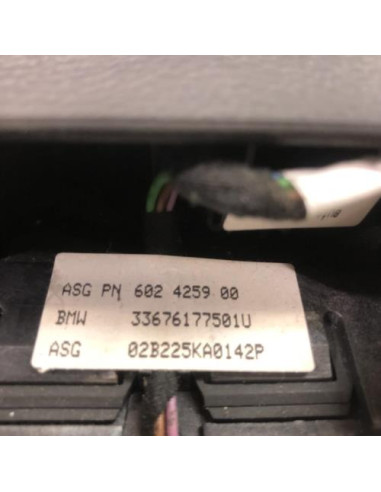 ASG PN 602 4259 00
BMW 33676177501U
ASG 02B225KA0142P